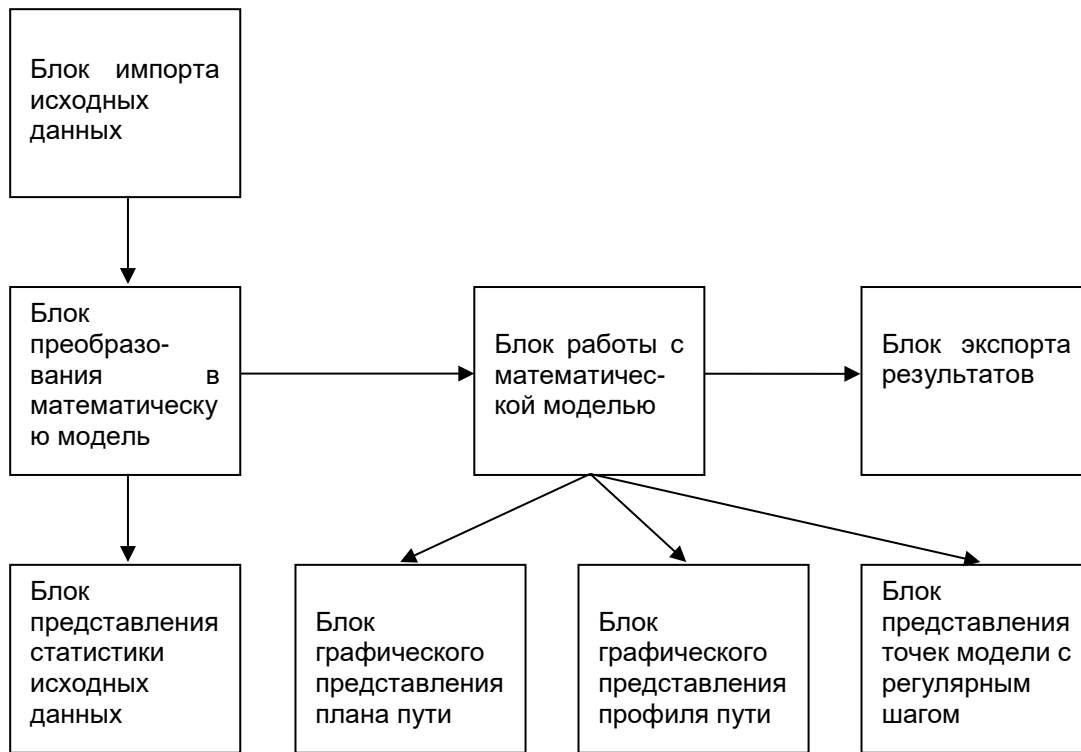 Блок импорта
исходных
данных
Блок
преобразо-
вания в
математическу
ю модель
Блок работы с
математичес-
кой моделью
Блок экспорта
результатов
Блок
представления
статистики
исходных
данных
Блок
графического
представления
плана пути
Блок
графического
представления
профиля пути
Блок
представления
точек модели с
регулярным
шагом